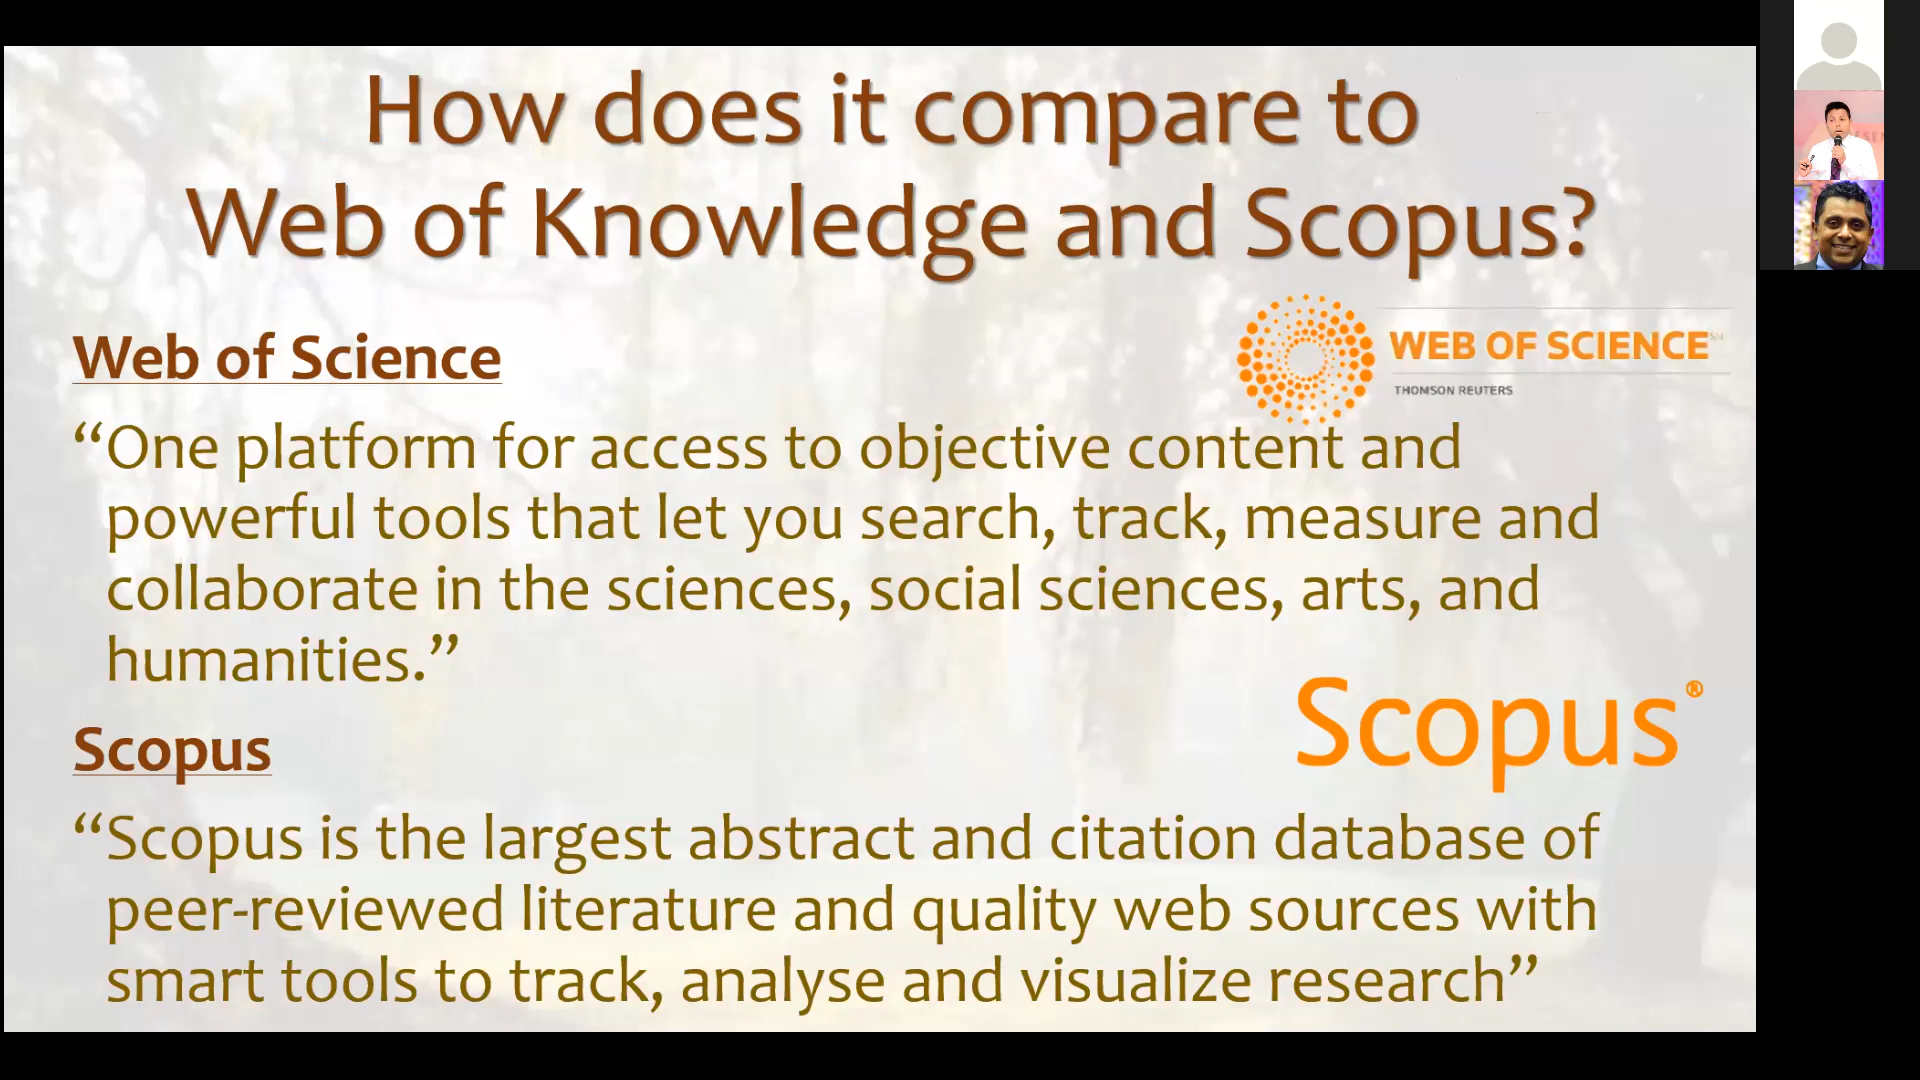 How does it compare to
Web of Knowledge and Scopus?
WEB OF SCIENCE℠
THOMSON REUTERS
Web of Science
“One platform for access to objective content and
powerful tools that let you search, track, measure and
collaborate in the sciences, social sciences, arts, and
humanities.”
Scopus®
Scopus
“Scopus is the largest abstract and citation database of
peer-reviewed literature and quality web sources with
smart tools to track, analyse and visualize research”